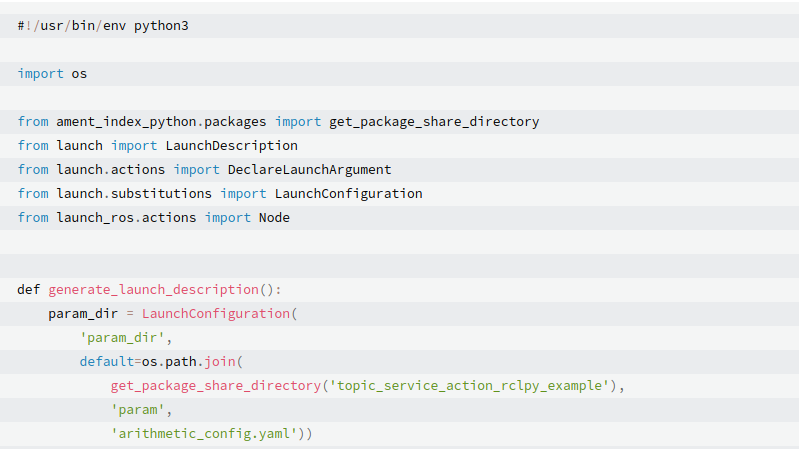 #!/usr/bin/env python3
import os
from ament_index_python.packages import get_package_share_directory
from launch import LaunchDescription
from launch.actions import DeclareLaunchArgument
from launch.substitutions import LaunchConfiguration
from launch_ros.actions import Node
def generate_launch_description():
    param_dir = LaunchConfiguration(
        'param_dir',
        default=os.path.join(
            get_package_share_directory('topic_service_action_rclpy_example'),
            'param',
            'arithmetic_config.yaml'))